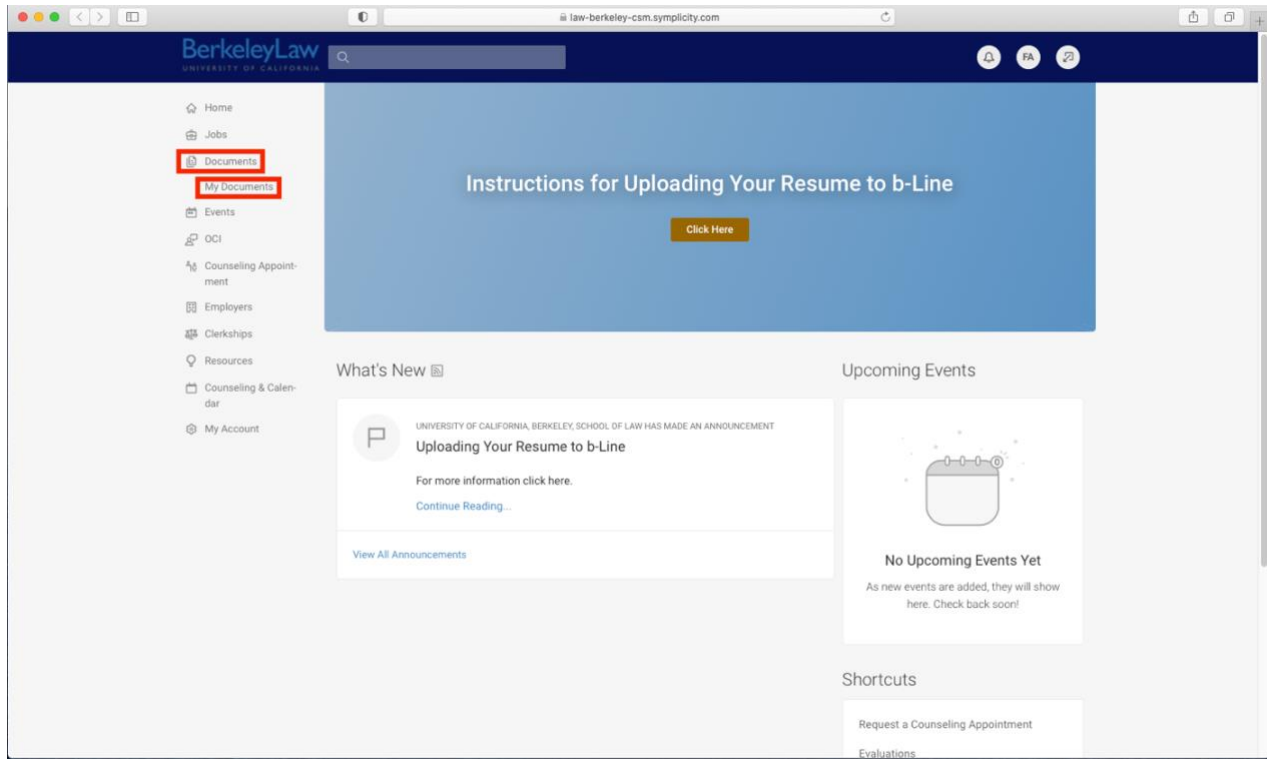 law-berkeley-csm.symplicity.com
BerkeleyLaw
UNIVERSITY OF CALIFORNIA
FA
Home
Jobs
Documents
My Documents
Events
OCI
Counseling Appoint-
ment
Employers
Clerkships
Resources
Counseling & Calen-
dar
My Account
Instructions for Uploading Your Resume to b-Line
Click Here
What's New
UNIVERSITY OF CALIFORNIA, BERKELEY, SCHOOL OF LAW HAS MADE AN ANNOUNCEMENT
Uploading Your Resume to b-Line
For more information click here.
Continue Reading...
View All Announcements
Upcoming Events
No Upcoming Events Yet
As new events are added, they will show
here. Check back soon!
Shortcuts
Request a Counseling Appointment
Evaluations